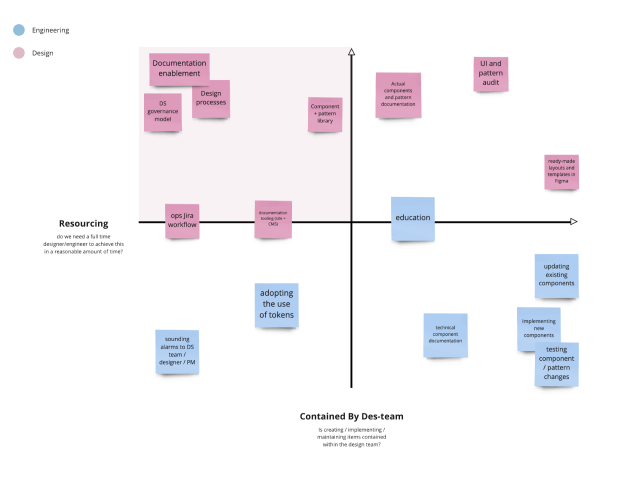 Engineering
Design
Documentation
enablement
Design
processes
DS
governance
model
Component
+ pattern
library
Actual
components
and pattern
documentation
UI and
pattern
audit
ready-made
layouts and
templates in
Figma
ops Jira
workflow
documentation
tooling (site +
CMS)
education
Resourcing
do we need a full time
designer/engineer to achieve this
in a reasonable amount of time?
updating
existing
components
adopting
the use
of tokens
implementing
new
components
technical
component
documentation
sounding
alarms to DS
team /
designer / PM
testing
component
/ pattern
changes
Contained By Des-team
Is creating / implementing /
maintaining items contained
within the design team?